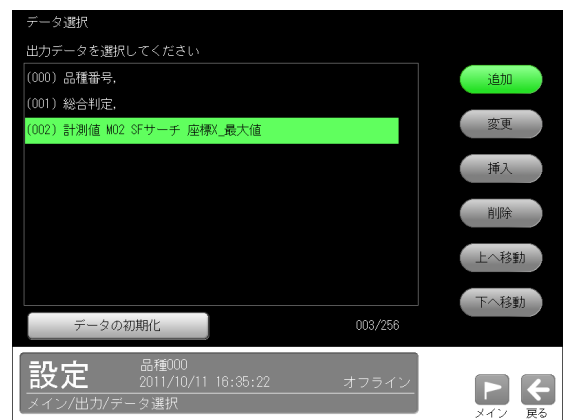 データ選択
出力データを選択してください
(000) 品種番号,
(001) 総合判定,
(002) 計測値 M02 SFサーチ 座標X_最大値
追加
変更
挿入
削除
上へ移動
下へ移動
データの初期化
003/256
設定
品種000
2011/10/11 16:35:22
オフライン
メイン/出力/データ選択
メイン
戻る